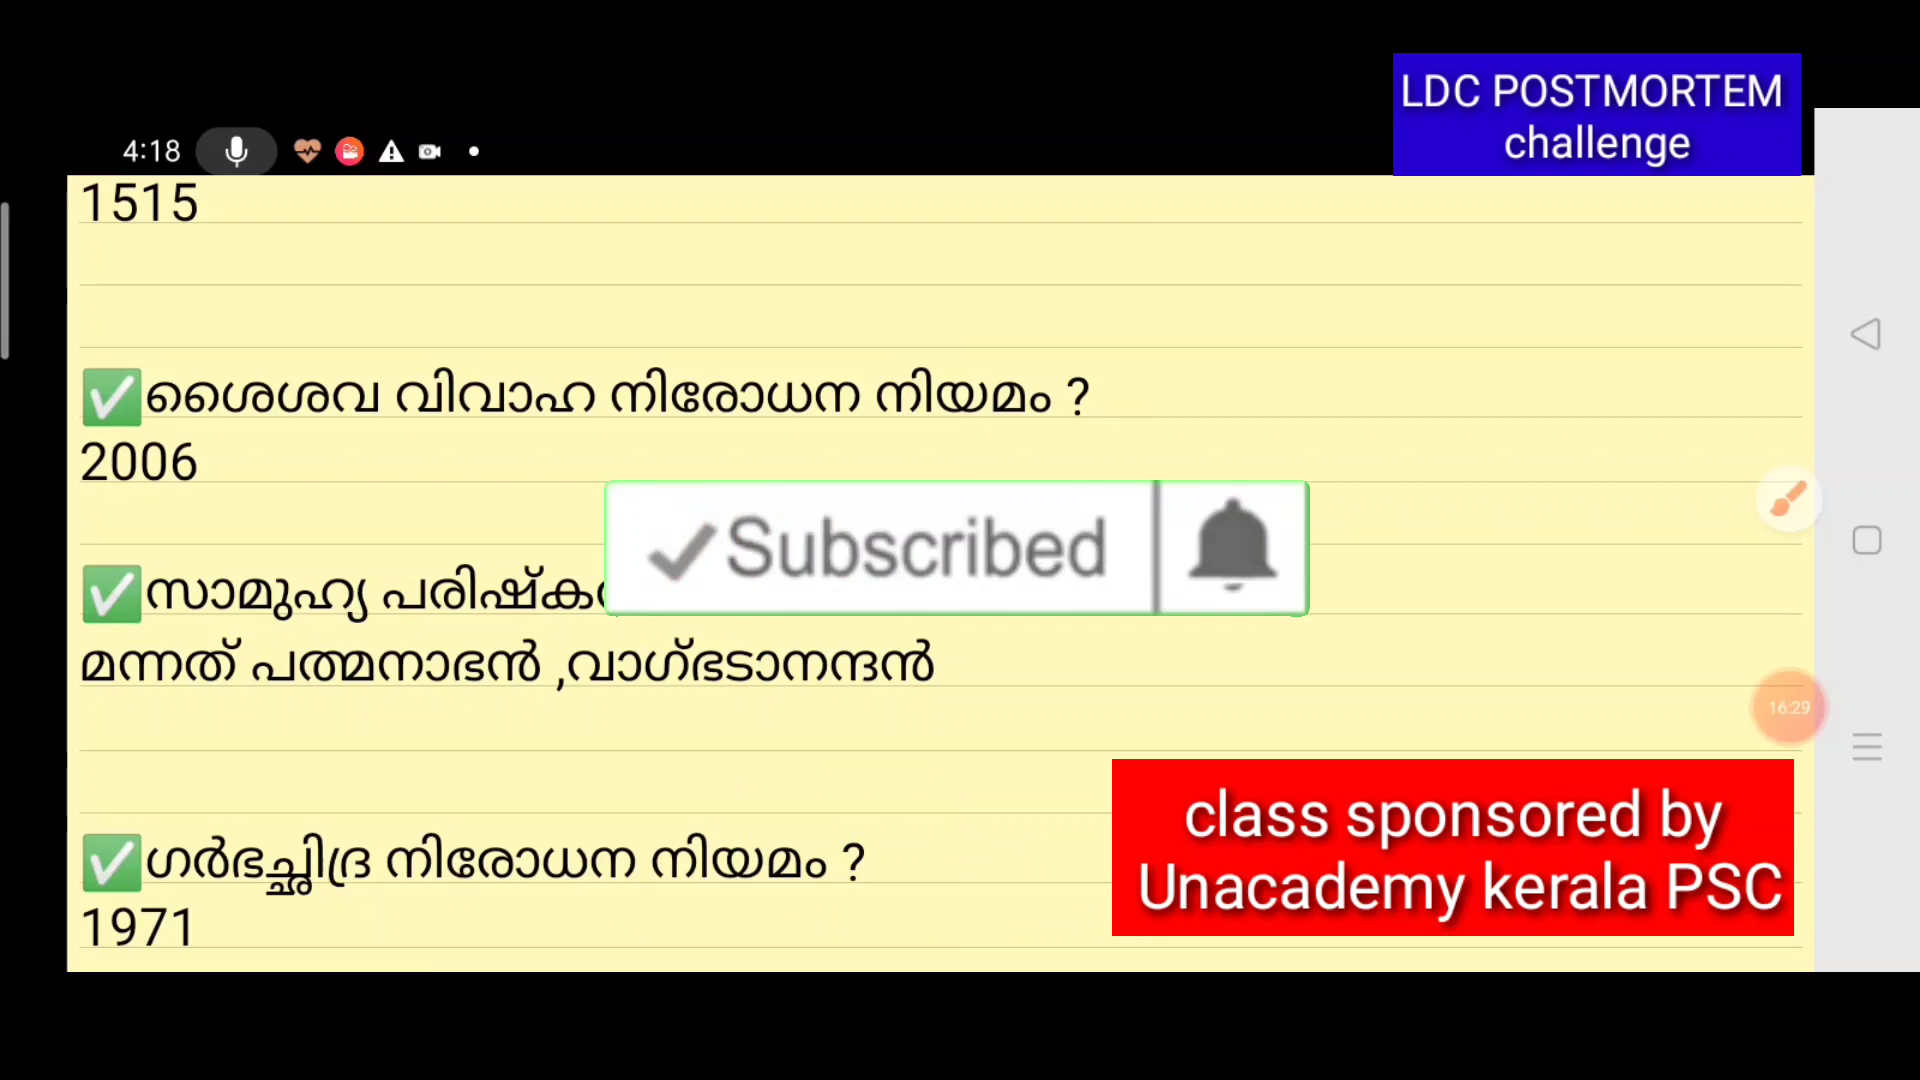 LDC POSTMORTEM
challenge
4:18
1515
✅ശൈശവ വിവാഹ നിരോധന നിയമം ?
2006
✔Subscribed
✅സാമുഹ്യ
മന്നത് പത്മനാഭൻ ,വാഗ്ഭടാനന്ദൻ
16:29
class sponsored by
Unacademy kerala PSC
✅ഗർഭച്ഛിദ്ര നിരോധന നിയമം ?
1971